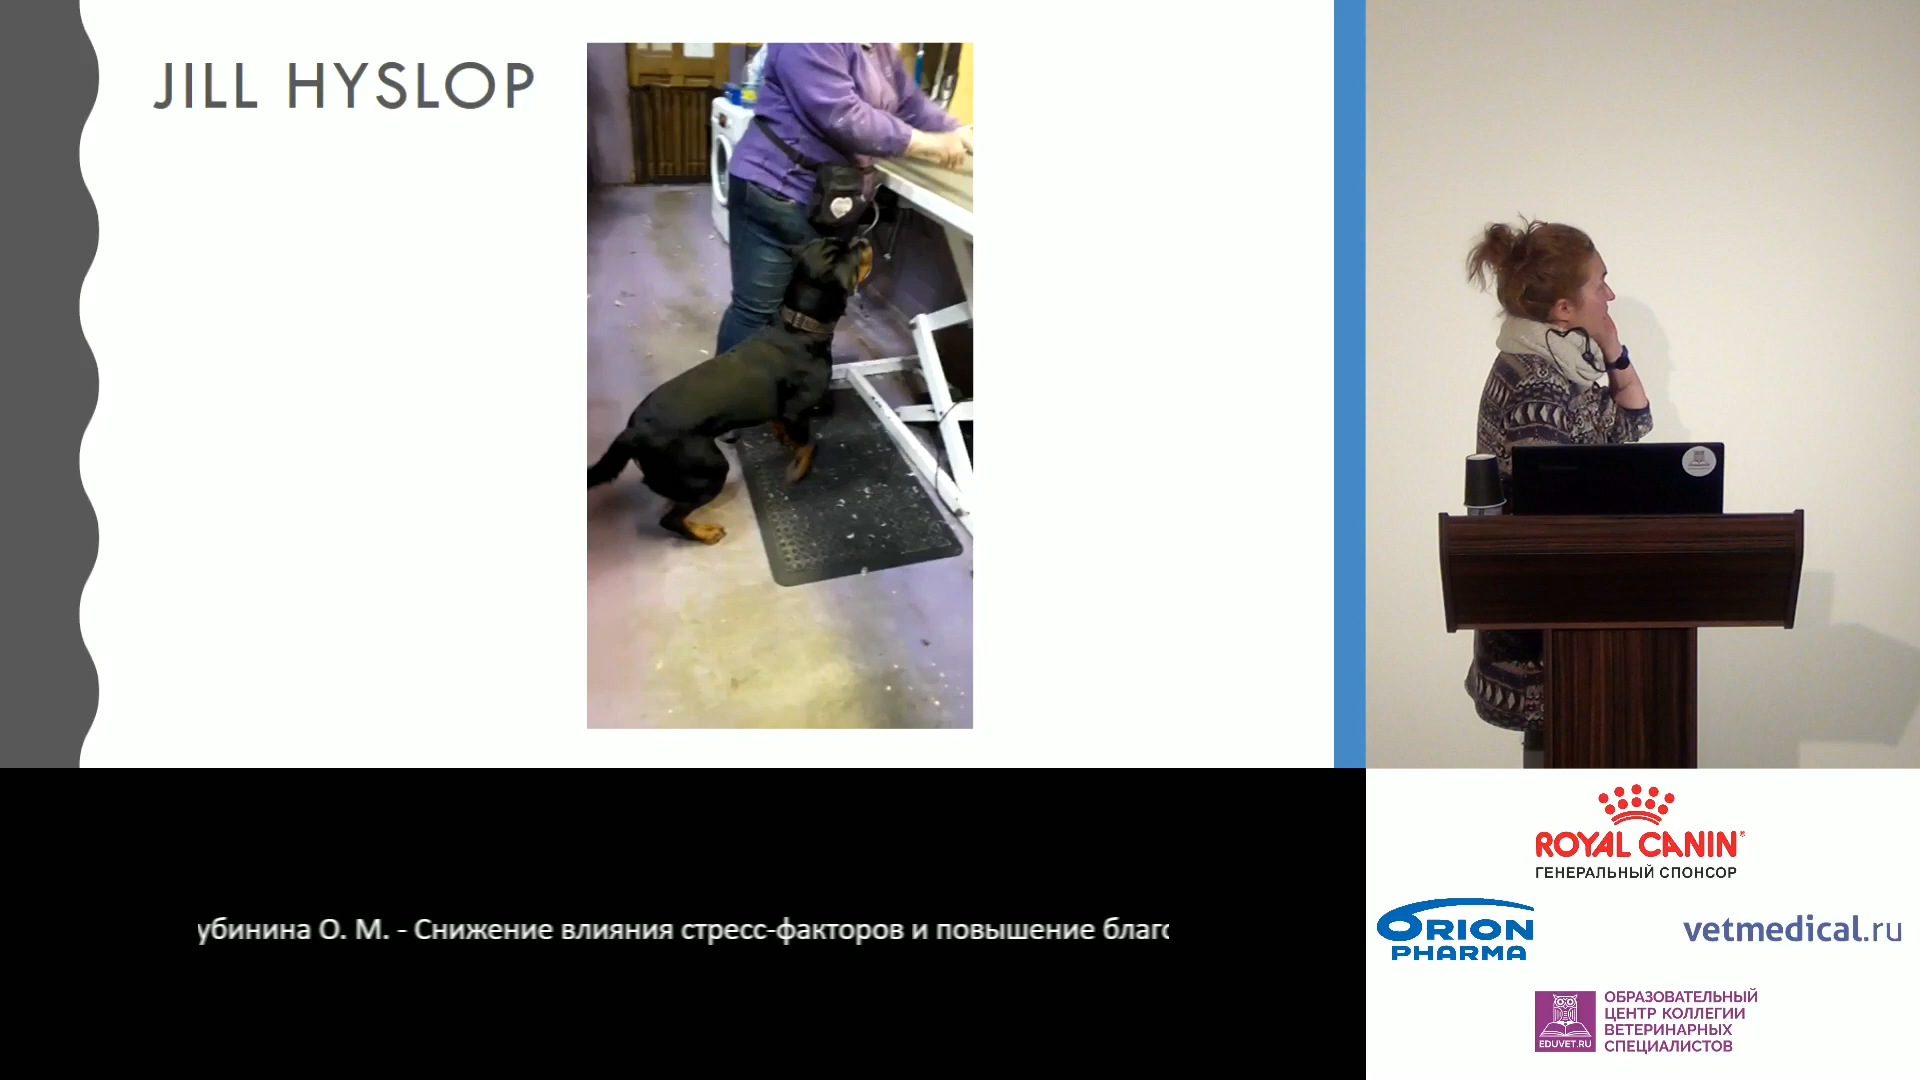 JILL HYSLOP
убинина О. М. - Снижение влияния стресс-факторов и повышение благо
ROYAL CANIN
ГЕНЕРАЛЬНЫЙ СПОНСОР
ORION
PHARMA
vetmedical.ru
EDUVET.RU
ОБРАЗОВАТЕЛЬНЫЙ
ЦЕНТР КОЛЛЕГИИ
ВЕТЕРИНАРНЫХ
СПЕЦИАЛИСТОВ